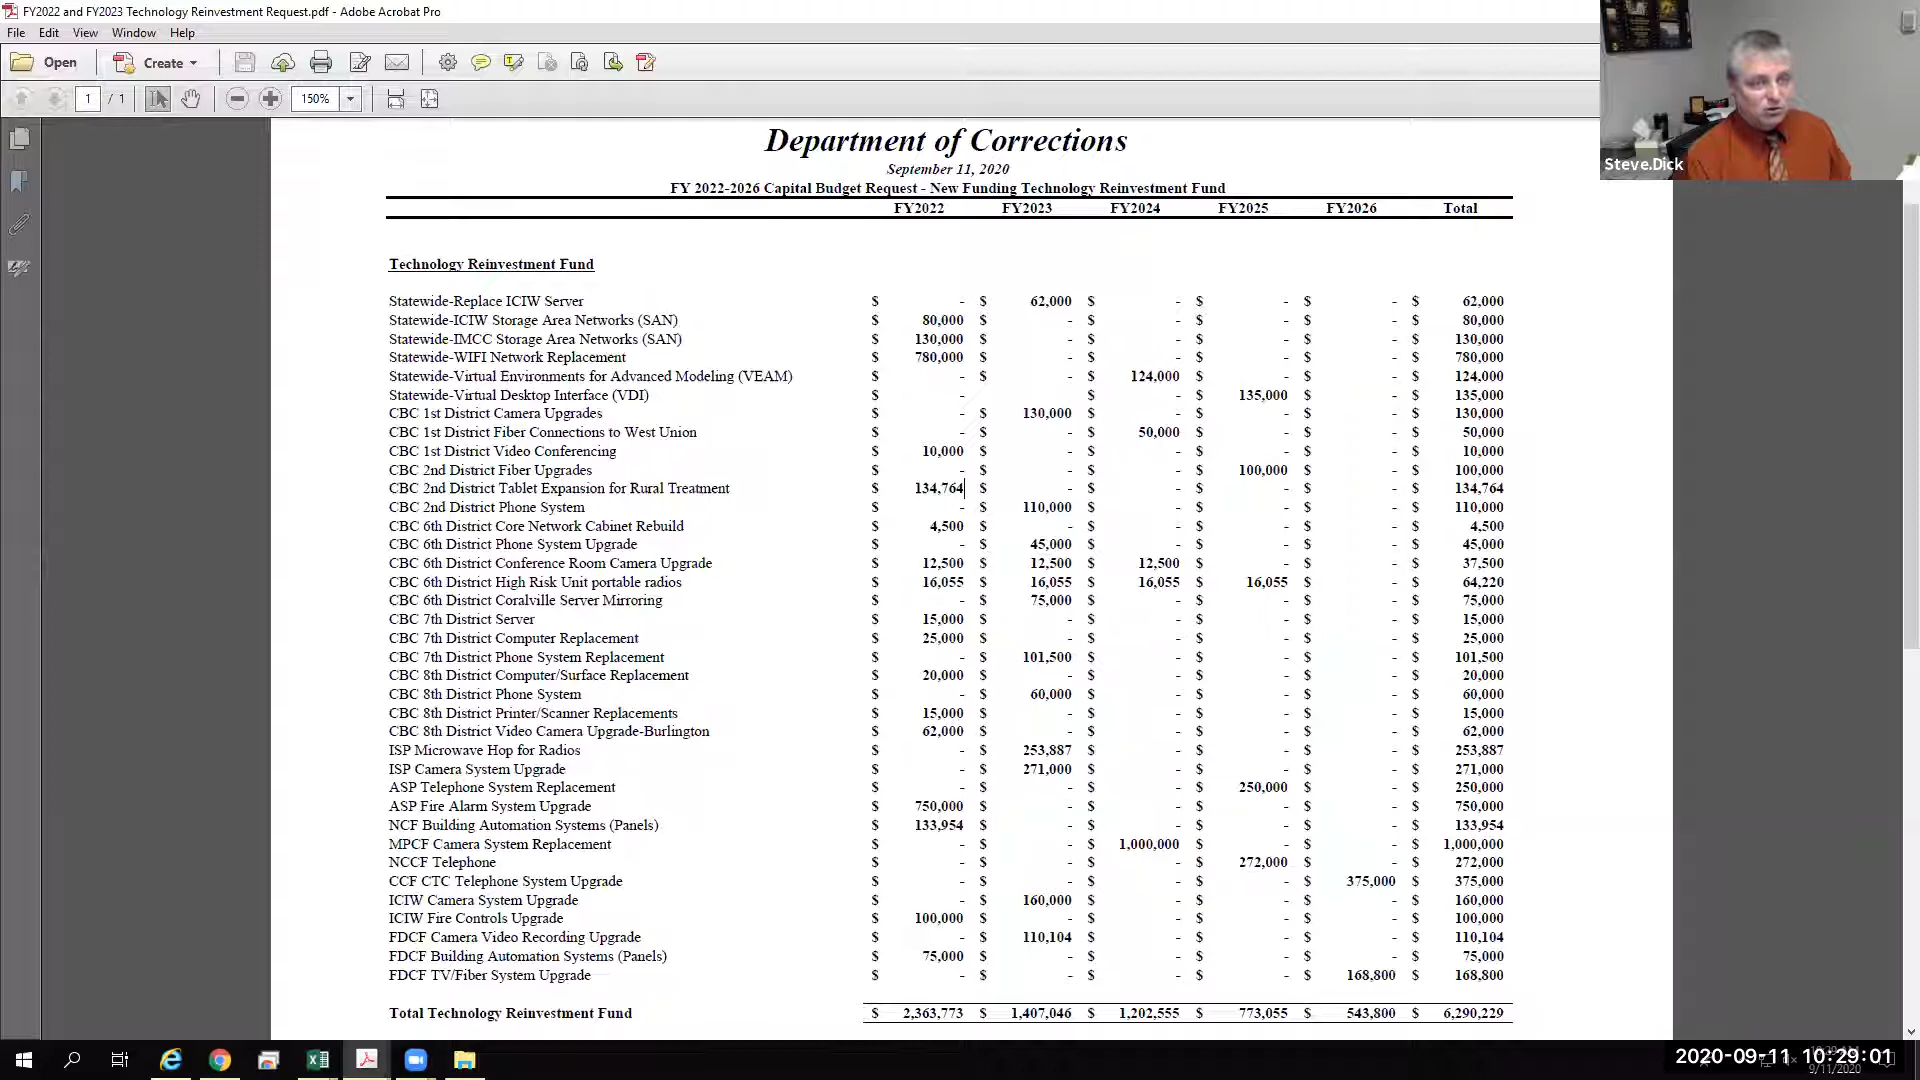 FY2022 and FY2023 Technology Reinvestment Request.pdf - Adobe Acrobat Pro
File Edit View Window Help
Open Create
1 / 1 150%
Steve.Dick
Department of Corrections
September 11, 2020
FY 2022-2026 Capital Budget Request - New Funding Technology Reinvestment Fund
FY2022 FY2023 FY2024 FY2025 FY2026 Total
Technology Reinvestment Fund
Statewide-Replace ICIW Server $ - $ 62,000 $ - $ - $ - $ 62,000
Statewide-ICIW Storage Area Networks (SAN) $ 80,000 $ - $ - $ - $ - $ 80,000
Statewide-IMCC Storage Area Networks (SAN) $ 130,000 $ - $ - $ - $ - $ 130,000
Statewide-WIFI Network Replacement $ 780,000 $ - $ - $ - $ - $ 780,000
Statewide-Virtual Environments for Advanced Modeling (VEAM) $ - $ - $ 124,000 $ - $ - $ 124,000
Statewide-Virtual Desktop Interface (VDI) $ - $ - $ 135,000 $ - $ 135,000
CBC 1st District Camera Upgrades $ - $ 130,000 $ - $ - $ - $ 130,000
CBC 1st District Fiber Connections to West Union $ - $ - $ 50,000 $ - $ - $ 50,000
CBC 1st District Video Conferencing $ 10,000 $ - $ - $ - $ - $ 10,000
CBC 2nd District Fiber Upgrades $ - $ - $ - $ 100,000 $ - $ 100,000
CBC 2nd District Tablet Expansion for Rural Treatment $ 134,764 $ - $ - $ - $ - $ 134,764
CBC 2nd District Phone System $ - $ 110,000 $ - $ - $ - $ 110,000
CBC 6th District Core Network Cabinet Rebuild $ 4,500 $ - $ - $ - $ - $ 4,500
CBC 6th District Phone System Upgrade $ - $ 45,000 $ - $ - $ - $ 45,000
CBC 6th District Conference Room Camera Upgrade $ 12,500 $ 12,500 $ 12,500 $ - $ - $ 37,500
CBC 6th District High Risk Unit portable radios $ 16,055 $ 16,055 $ 16,055 $ 16,055 $ - $ 64,220
CBC 6th District Coralville Server Mirroring $ - $ 75,000 $ - $ - $ - $ 75,000
CBC 7th District Server $ 15,000 $ - $ - $ - $ - $ 15,000
CBC 7th District Computer Replacement $ 25,000 $ - $ - $ - $ - $ 25,000
CBC 7th District Phone System Replacement $ - $ 101,500 $ - $ - $ - $ 101,500
CBC 8th District Computer/Surface Replacement $ 20,000 $ - $ - $ - $ - $ 20,000
CBC 8th District Phone System $ - $ 60,000 $ - $ - $ - $ 60,000
CBC 8th District Printer/Scanner Replacements $ 15,000 $ - $ - $ - $ - $ 15,000
CBC 8th District Video Camera Upgrade-Burlington $ 62,000 $ - $ - $ - $ - $ 62,000
ISP Microwave Hop for Radios $ - $ 253,887 $ - $ - $ - $ 253,887
ISP Camera System Upgrade $ - $ 271,000 $ - $ - $ - $ 271,000
ASP Telephone System Replacement $ - $ - $ - $ 250,000 $ - $ 250,000
ASP Fire Alarm System Upgrade $ 750,000 $ - $ - $ - $ - $ 750,000
NCF Building Automation Systems (Panels) $ 133,954 $ - $ - $ - $ - $ 133,954
MPCF Camera System Replacement $ - $ - $ 1,000,000 $ - $ - $ 1,000,000
NCCF Telephone $ - $ - $ - $ 272,000 $ - $ 272,000
CCF CTC Telephone System Upgrade $ - $ - $ - $ - $ 375,000 $ 375,000
ICIW Camera System Upgrade $ - $ 160,000 $ - $ - $ - $ 160,000
ICIW Fire Controls Upgrade $ 100,000 $ - $ - $ - $ - $ 100,000
FDCF Camera Video Recording Upgrade $ - $ 110,104 $ - $ - $ - $ 110,104
FDCF Building Automation Systems (Panels) $ 75,000 $ - $ - $ - $ - $ 75,000
FDCF TV/Fiber System Upgrade $ - $ - $ - $ - $ 168,800 $ 168,800
Total Technology Reinvestment Fund $ 2,363,773 $ 1,407,046 $ 1,202,555 $ 773,055 $ 543,800 $ 6,290,229
2020-09-11 10:29:01
9/11/2020